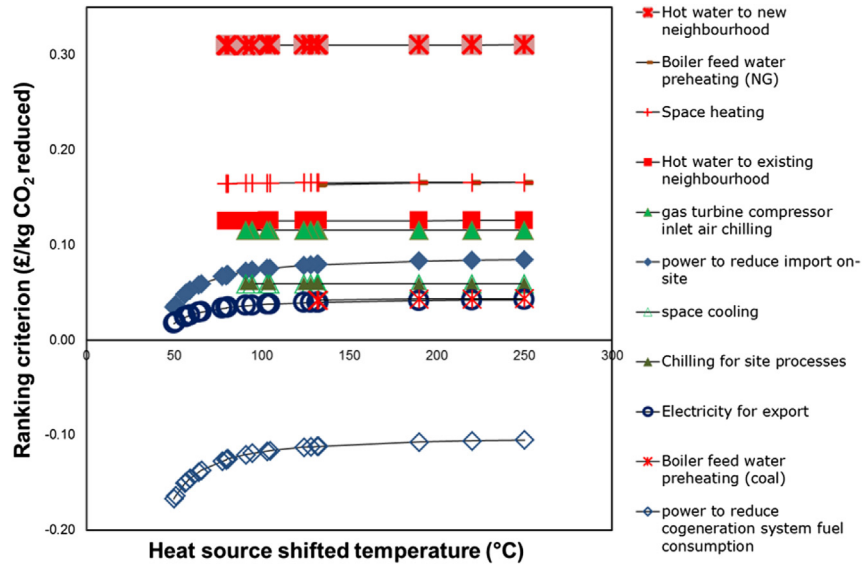 0.30
0.20
0.10
0.00
-0.10
-0.20
0
50
100
150
200
250
300
Ranking criterion (£/kg CO₂ reduced)
Heat source shifted temperature (°C)
Hot water to new
neighbourhood
Boiler feed water
preheating (NG)
Space heating
Hot water to existing
neighbourhood
gas turbine compressor
inlet air chilling
power to reduce import on-
site
space cooling
Chilling for site processes
Electricity for export
Boiler feed water
preheating (coal)
power to reduce
cogeneration system fuel
consumption